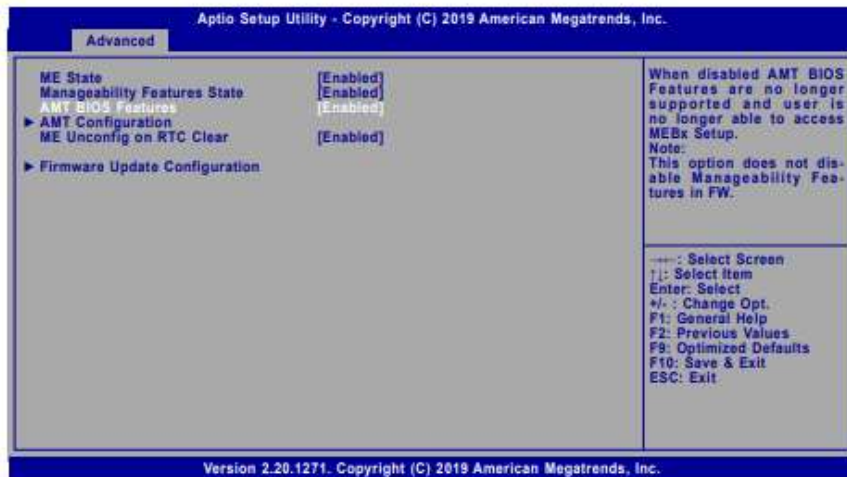 Aptio Setup Utility - Copyright (C) 2019 American Megatrends, Inc.
Advanced
ME State [Enabled]
Manageability Features State [Enabled]
AMT BIOS Features [Enabled]
► AMT Configuration
ME Unconfig on RTC Clear [Enabled]
► Firmware Update Configuration
When disabled AMT BIOS
Features are no longer
supported and user is
no longer able to access
MEBx Setup.
Note:
This option does not dis-
able Manageability Fea-
tures in FW.
→←: Select Screen
↑↓: Select Item
Enter: Select
+/- : Change Opt.
F1: General Help
F2: Previous Values
F9: Optimized Defaults
F10: Save & Exit
ESC: Exit
Version 2.20.1271. Copyright (C) 2019 American Megatrends, Inc.